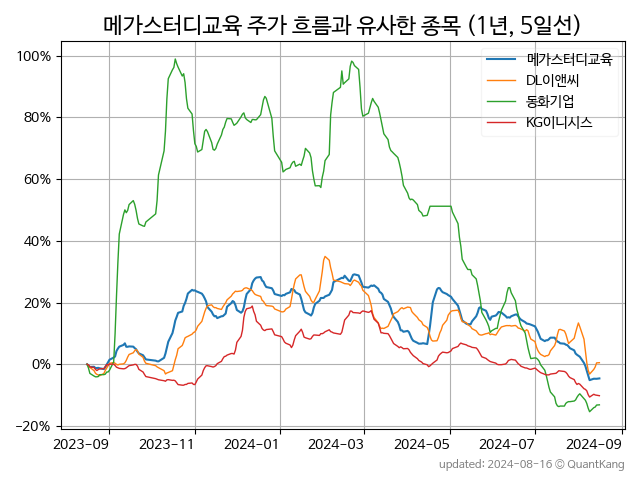 메가스터디교육 주가 흐름과 유사한 종목 (1년, 5일선)
메가스터디교육
DL이앤씨
동화기업
KG이니시스
100%
80%
60%
40%
20%
0%
−20%
2023-09
2023-11
2024-01
2024-03
2024-05
2024-07
2024-09
updated: 2024-08-16 © QuantKang